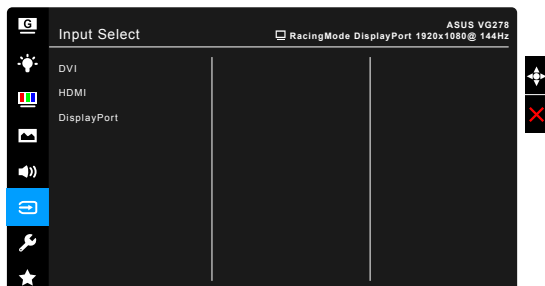 G
Input Select
ASUS VG278
RacingMode DisplayPort 1920x1080@ 144Hz
DVI
HDMI
DisplayPort